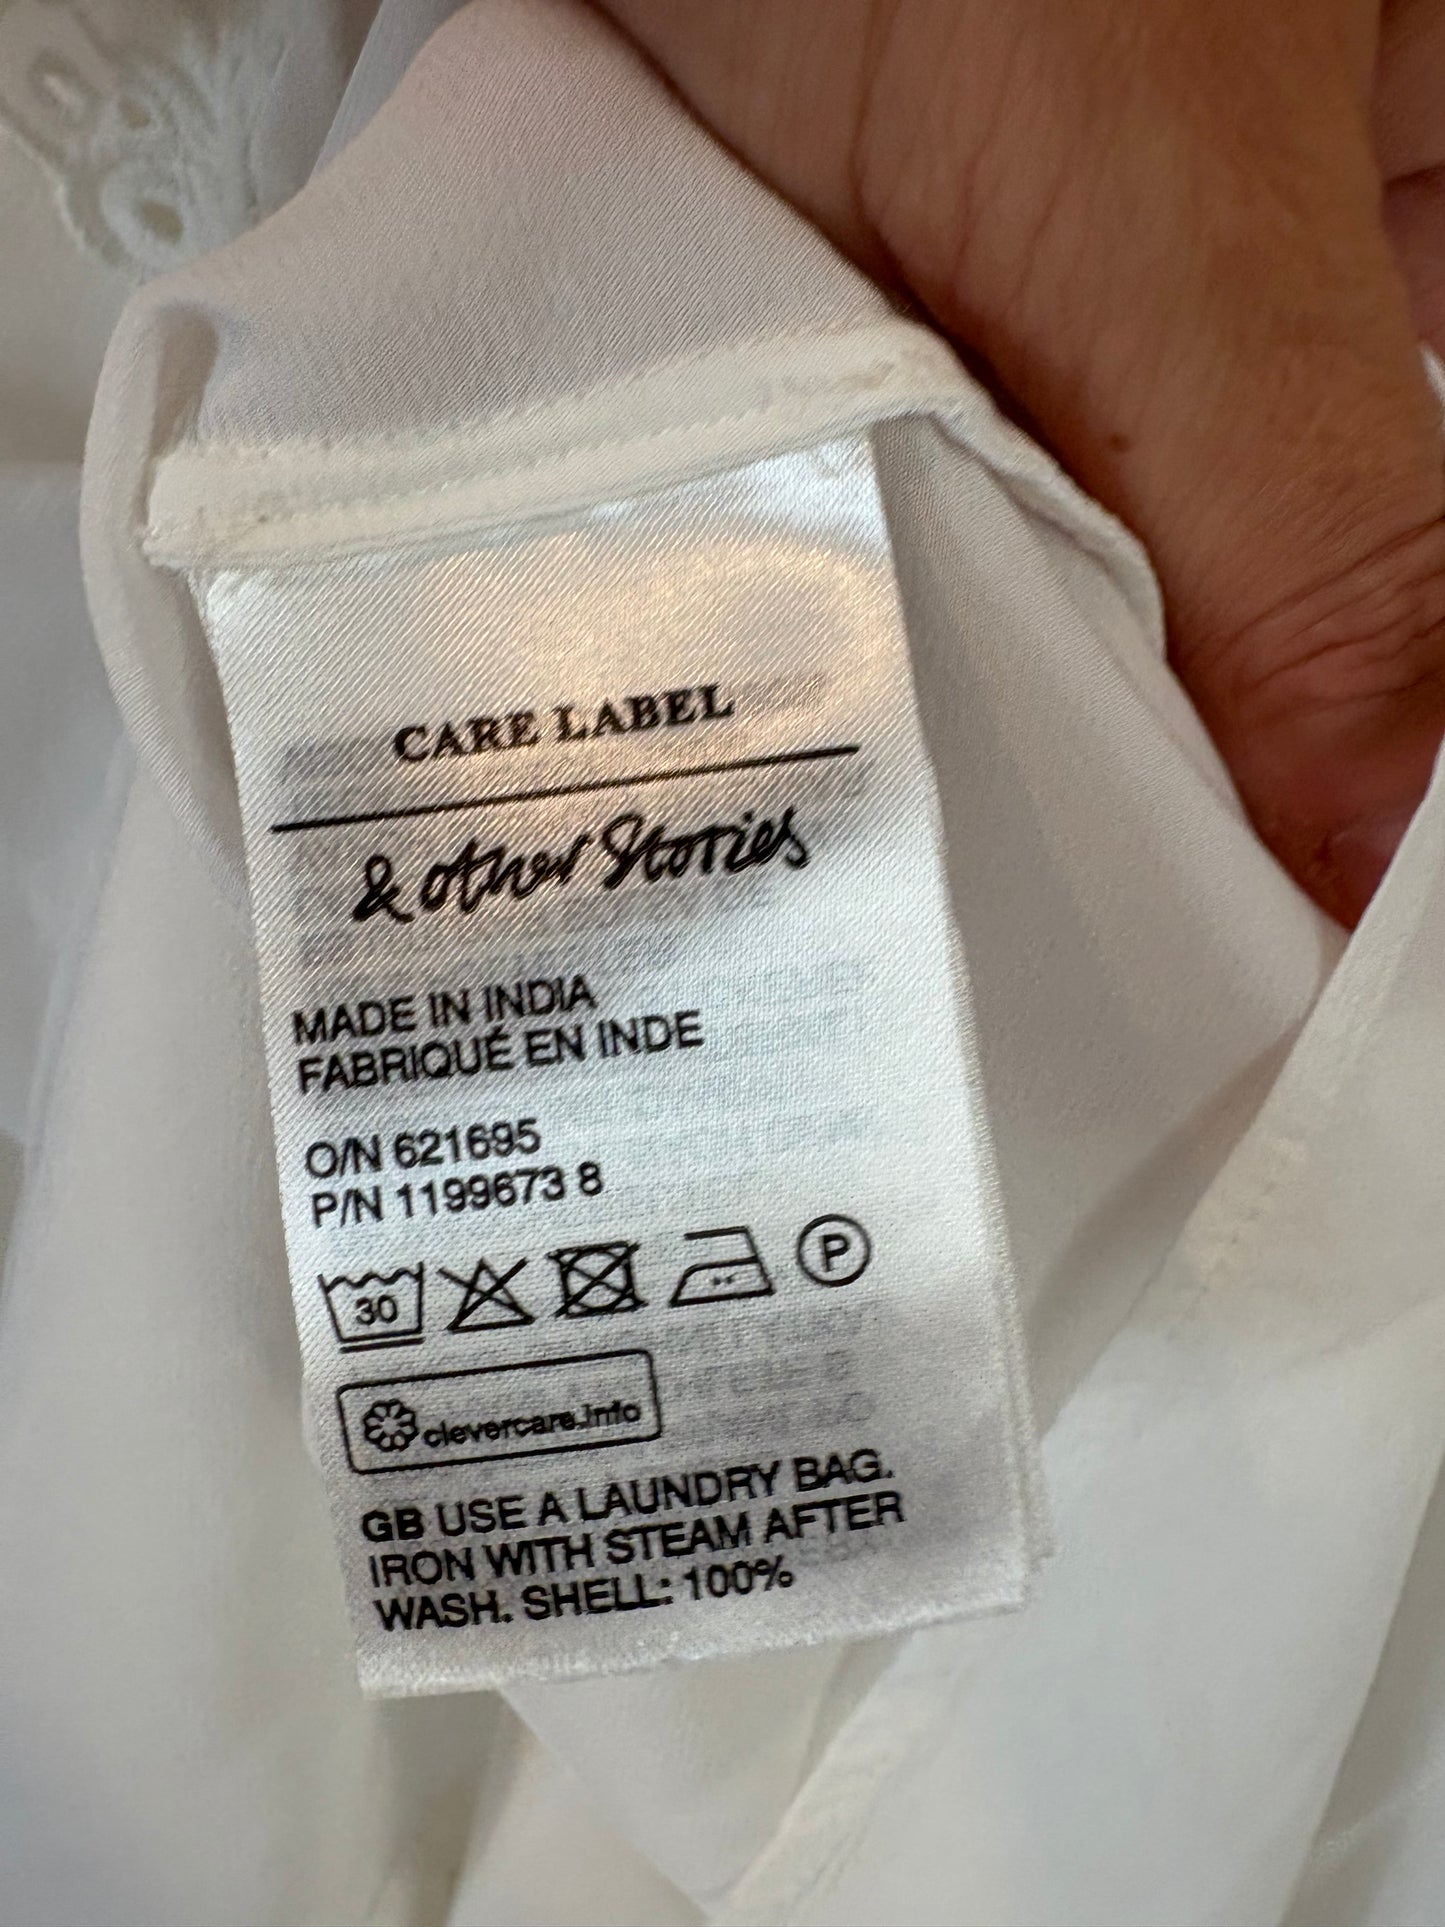 CARE LABEL
& other Stories
MADE IN INDIA
FABRIQUÉ EN INDE
O/N 621695
P/N 1199673 8
30 P
clevercare.info
GB USE A LAUNDRY BAG.
IRON WITH STEAM AFTER
WASH. SHELL: 100%